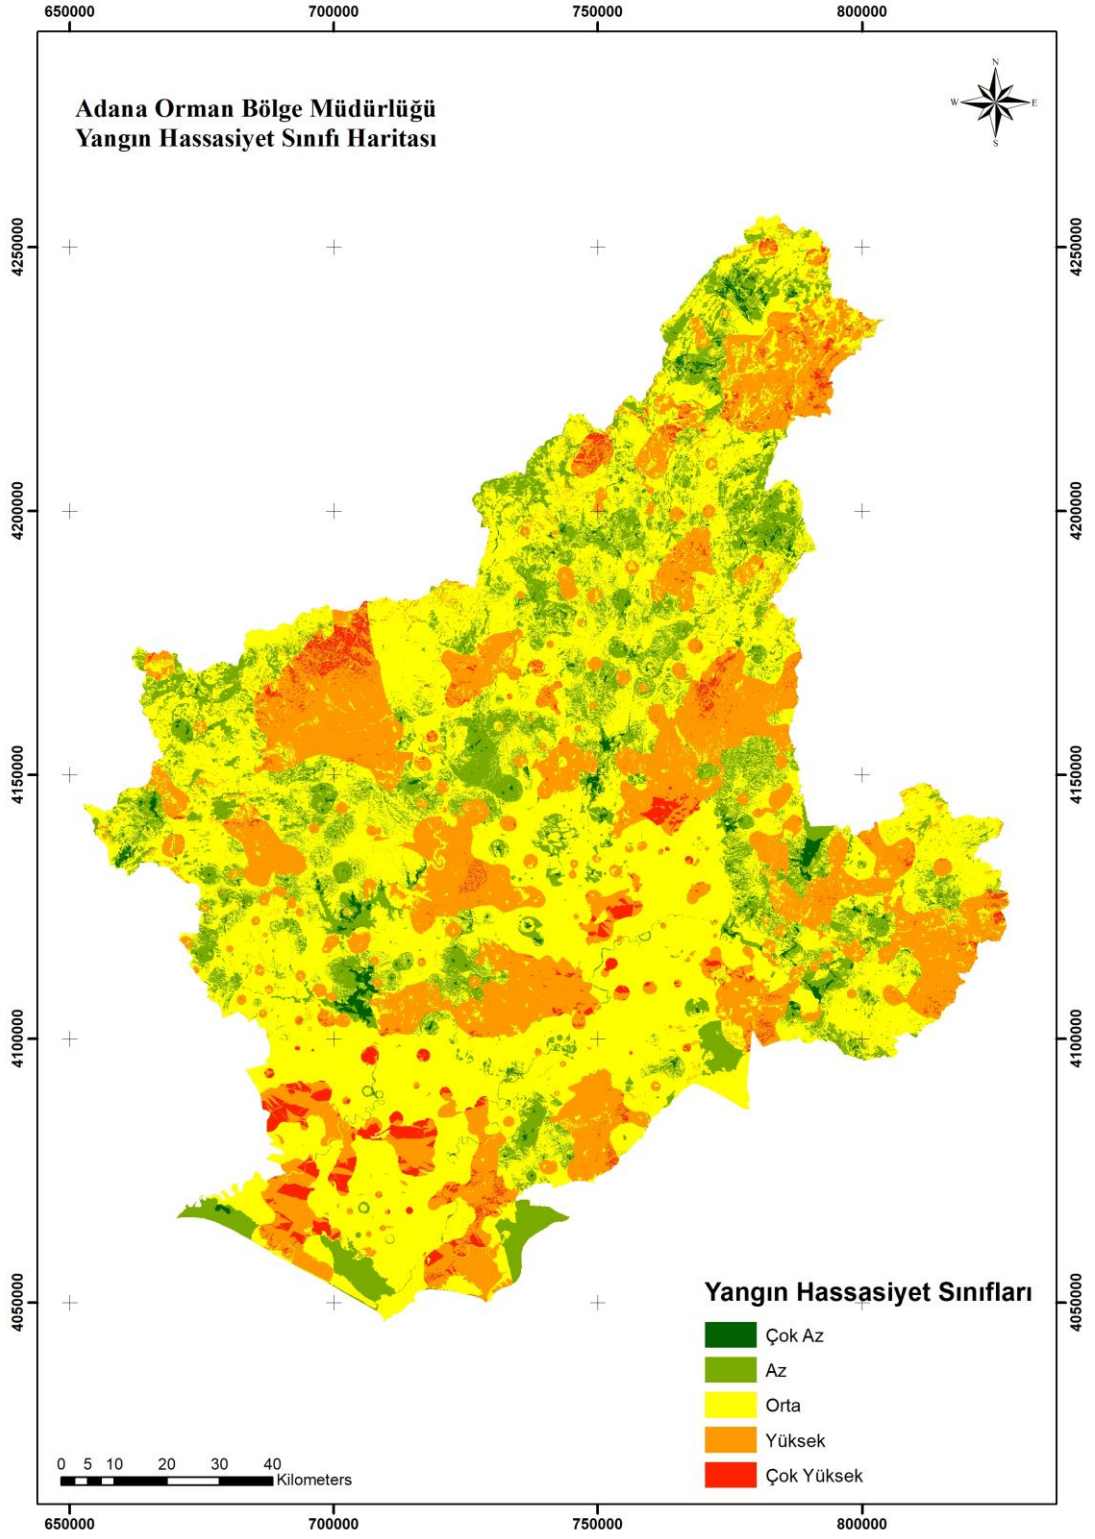 650000 700000 750000 800000
Adana Orman Bölge Müdürlüğü
Yangın Hassasiyet Sınıfı Haritası
N
W E
S
4250000 4250000
4200000 4200000
4150000 4150000
4100000 4100000
4050000 4050000
Yangın Hassasiyet Sınıfları
Çok Az
Az
Orta
Yüksek
Çok Yüksek
0 5 10 20 30 40
Kilometers
650000 700000 750000 800000